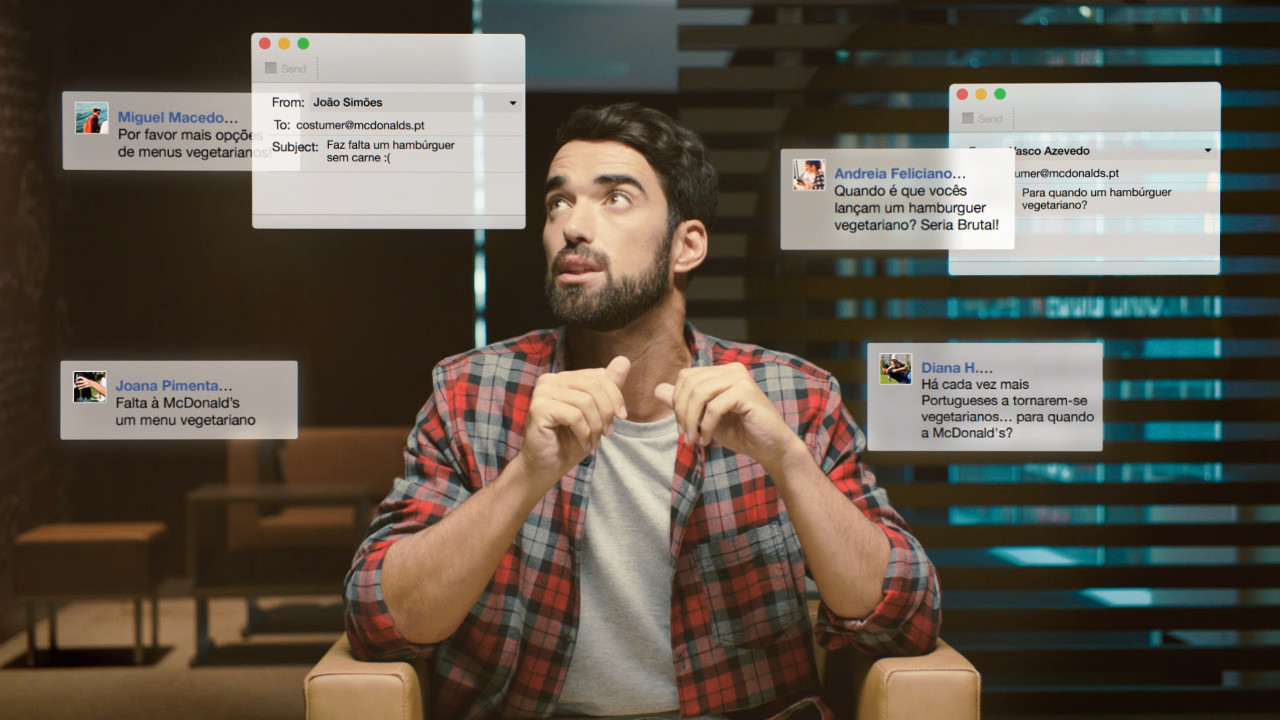 Send
From: João Simões
To: costumer@mcdonalds.pt
Subject: Faz falta um hambúrguer
sem carne :(
Miguel Macedo...
Por favor mais opções
de menus vegetarianos!
Send
Vasco Azevedo
umer@mcdonalds.pt
Para quando um hambúrguer
vegetariano?
Andreia Feliciano...
Quando é que vocês
lançam um hamburguer
vegetariano? Seria Brutal!
Joana Pimenta...
Falta à McDonald's
um menu vegetariano
Diana H....
Há cada vez mais
Portugueses a tornarem-se
vegetarianos... para quando
a McDonald's?